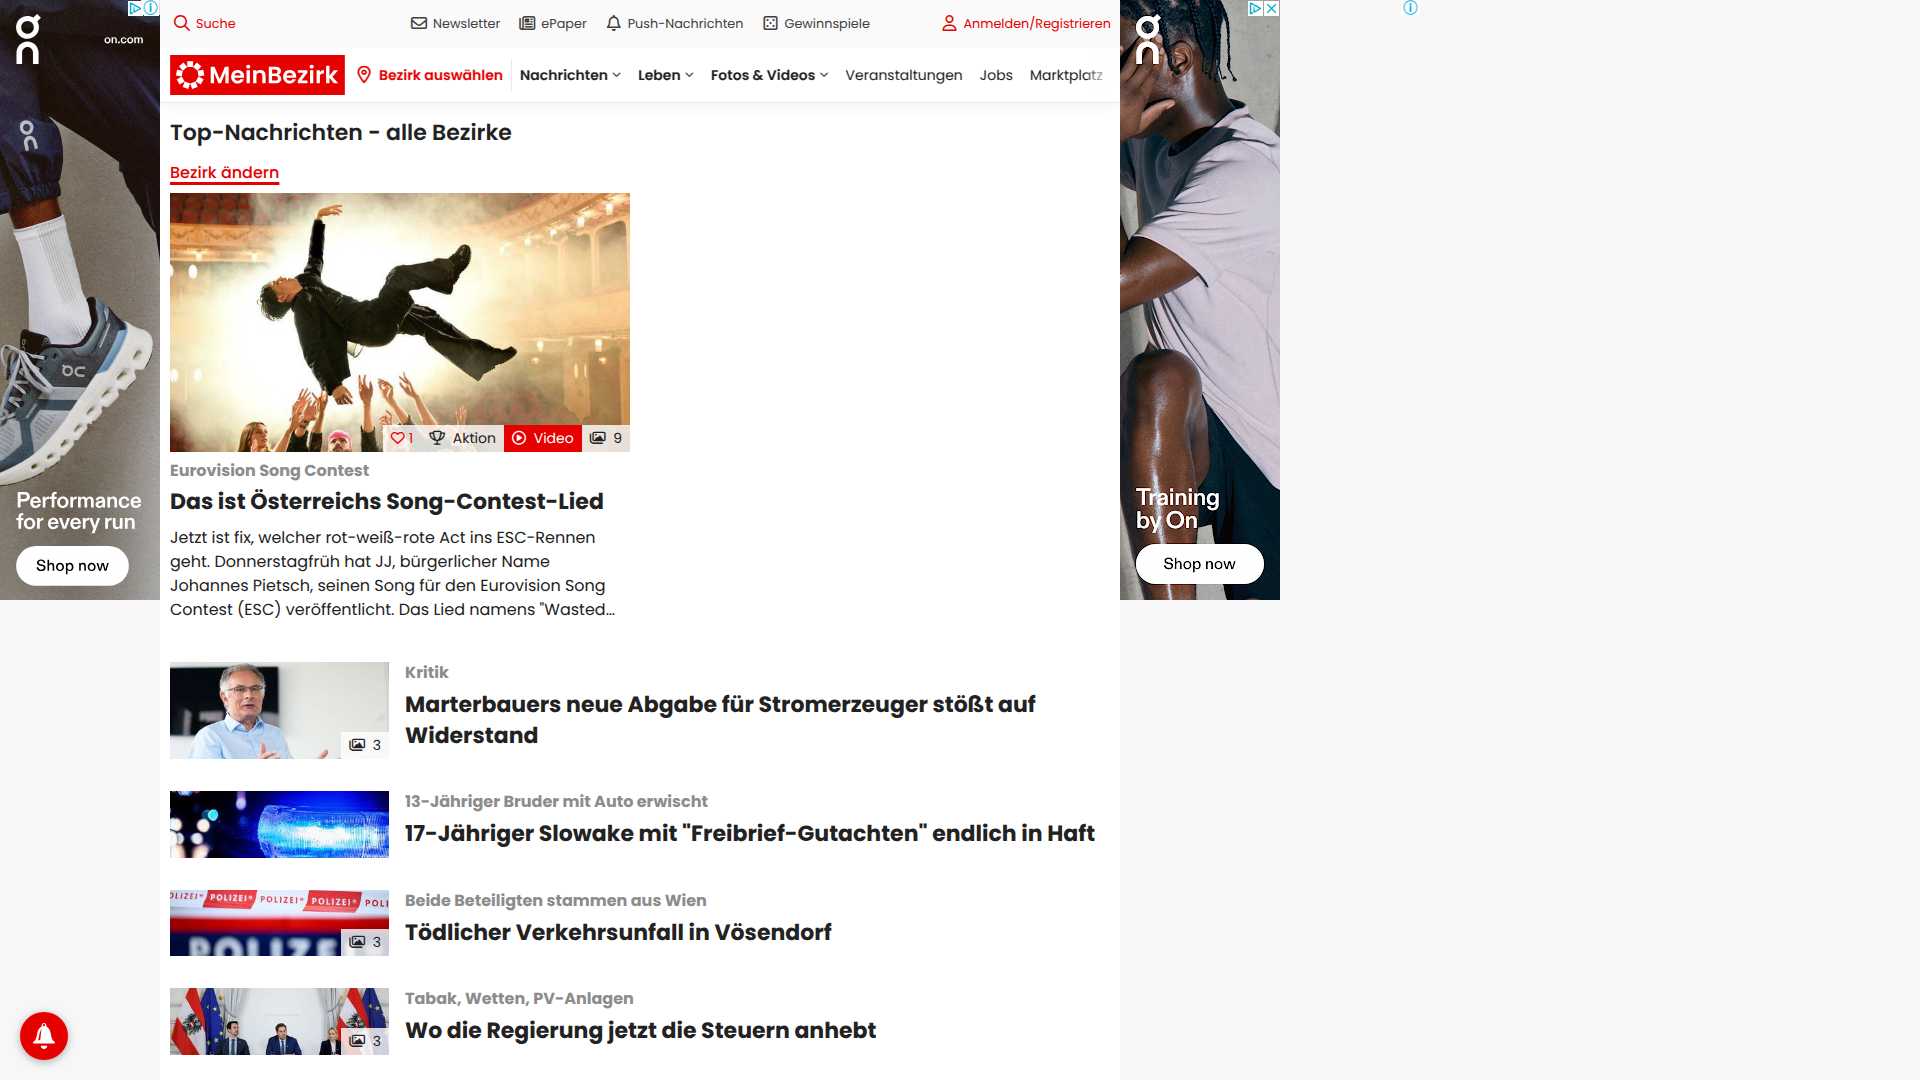 on.com
Performance
for every run
Shop now
Suche
Newsletter
ePaper
Push-Nachrichten
Gewinnspiele
Anmelden/Registrieren
MeinBezirk
Bezirk auswählen
Nachrichten
Leben
Fotos & Videos
Veranstaltungen
Jobs
Marktplatz
Top-Nachrichten - alle Bezirke
Bezirk ändern
1
Aktion
Video
9
Eurovision Song Contest
Das ist Österreichs Song-Contest-Lied
Jetzt ist fix, welcher rot-weiß-rote Act ins ESC-Rennen
geht. Donnerstagfrüh hat JJ, bürgerlicher Name
Johannes Pietsch, seinen Song für den Eurovision Song
Contest (ESC) veröffentlicht. Das Lied namens "Wasted...
3
Kritik
Marterbauers neue Abgabe für Stromerzeuger stößt auf
Widerstand
13-Jähriger Bruder mit Auto erwischt
17-Jähriger Slowake mit "Freibrief-Gutachten" endlich in Haft
POLIZEI POLIZEI POLIZEI
POLIZE
3
Beide Beteiligten stammen aus Wien
Tödlicher Verkehrsunfall in Vösendorf
3
Tabak, Wetten, PV-Anlagen
Wo die Regierung jetzt die Steuern anhebt
Training
by On
Shop now